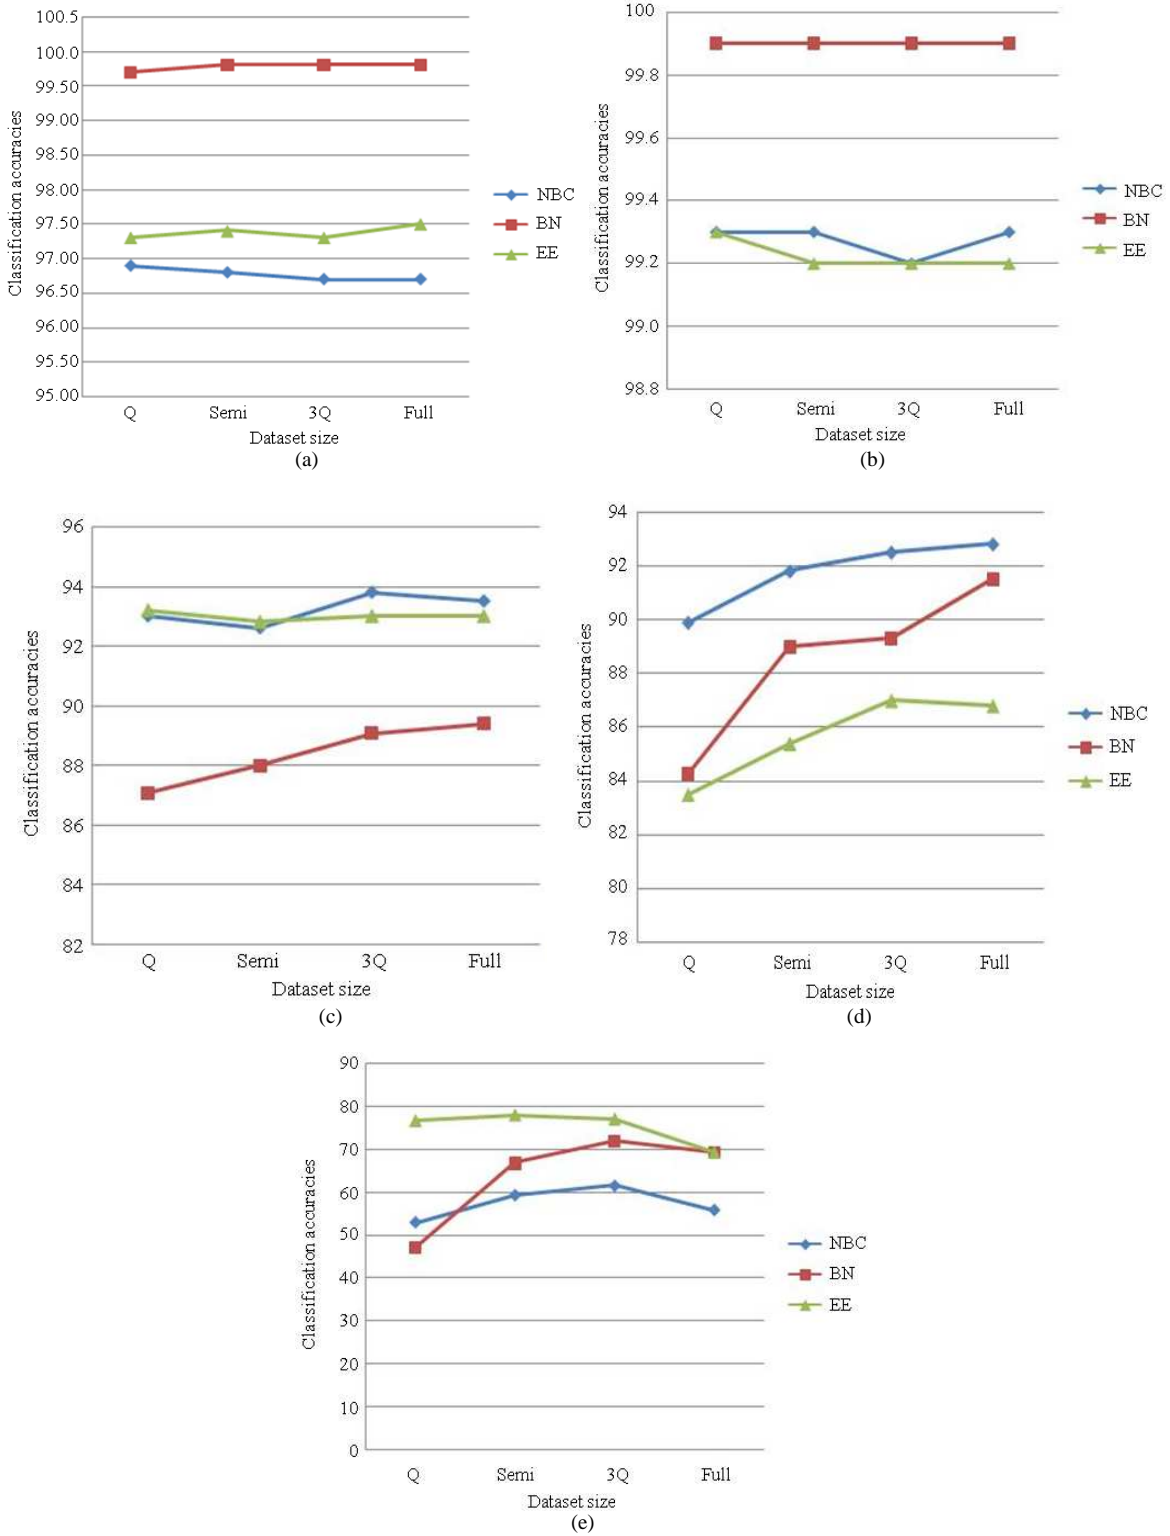 100.5
100.0
99.50
99.00
98.50
98.00
97.50
97.00
96.50
96.00
95.50
95.00
Classification accuracies
Q Semi 3Q Full
Dataset size
(a)
NBC
BN
EE
100
99.8
99.6
99.4
99.2
99.0
98.8
Classification accuracies
Q Semi 3Q Full
Dataset size
(b)
NBC
BN
EE
96
94
92
90
88
86
84
82
Classification accuracies
Q Semi 3Q Full
Dataset size
(c)
94
92
90
88
86
84
82
80
78
Classification accuracies
Q Semi 3Q Full
Dataset size
(d)
NBC
BN
EE
90
80
70
60
50
40
30
20
10
0
Classification accuracies
Q Semi 3Q Full
Dataset size
(e)
NBC
BN
EE